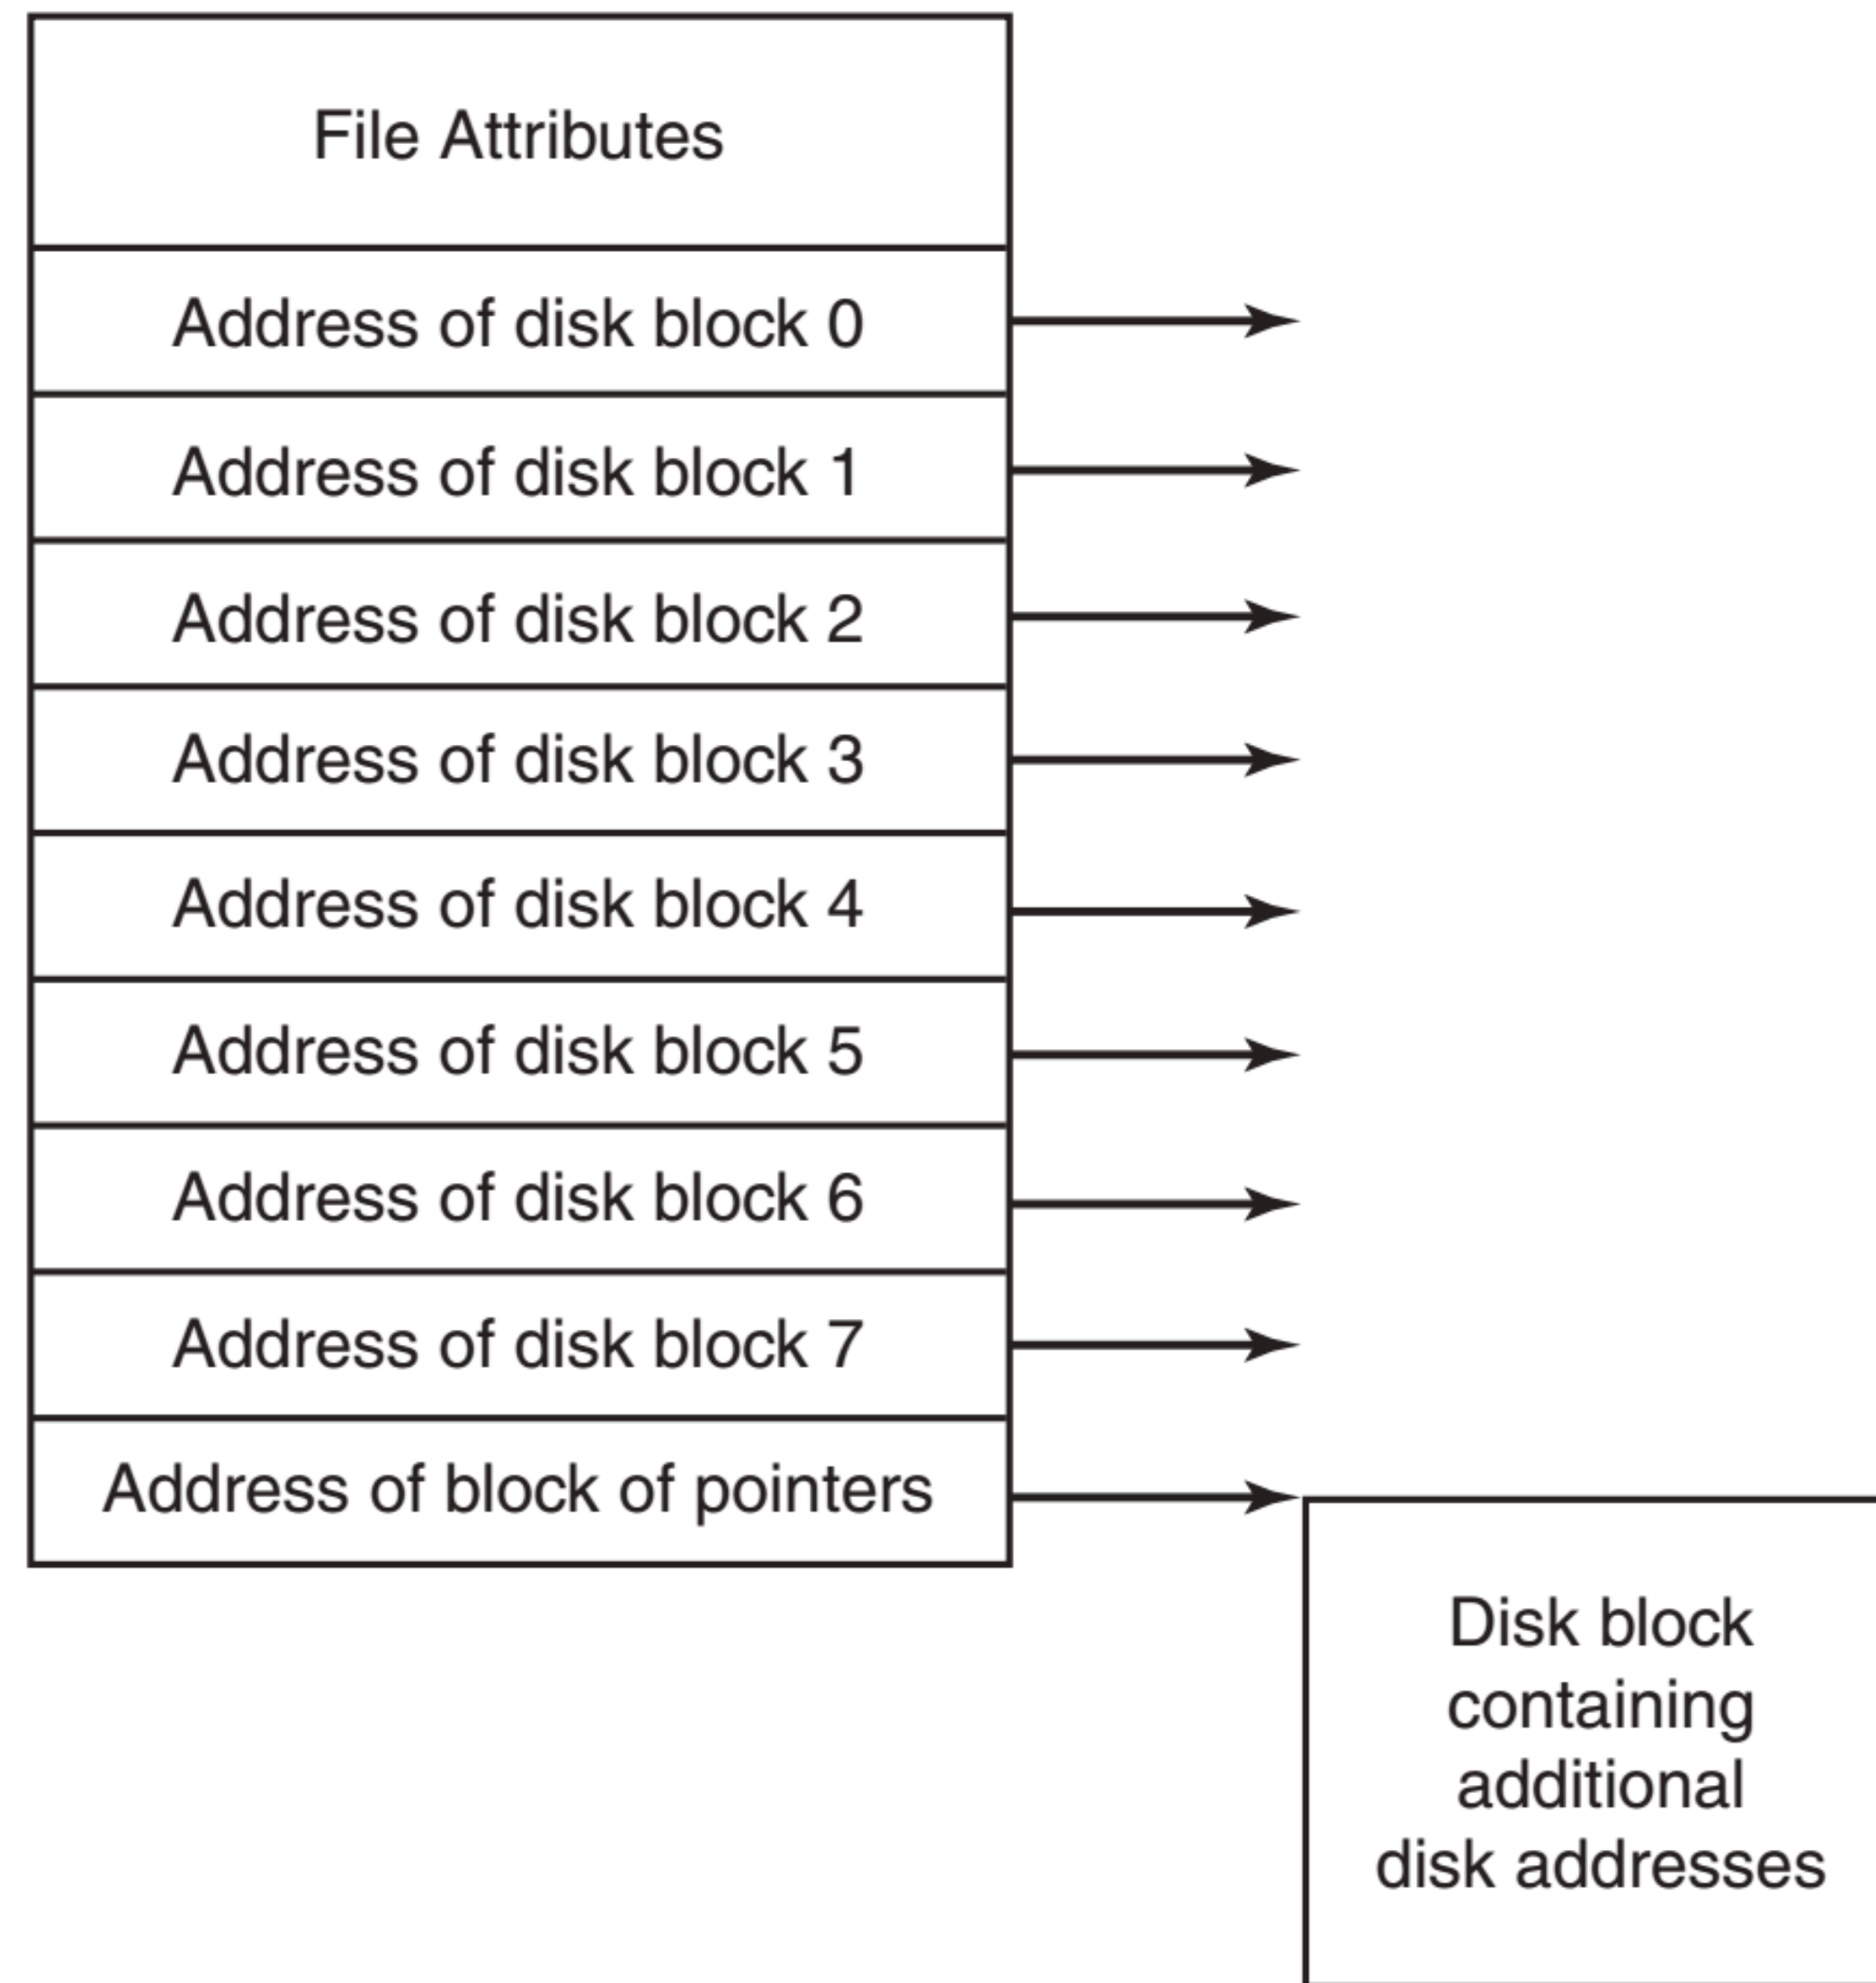 File Attributes
Address of disk block 0
Address of disk block 1
Address of disk block 2
Address of disk block 3
Address of disk block 4
Address of disk block 5
Address of disk block 6
Address of disk block 7
Address of block of pointers
Disk block
containing
additional
disk addresses